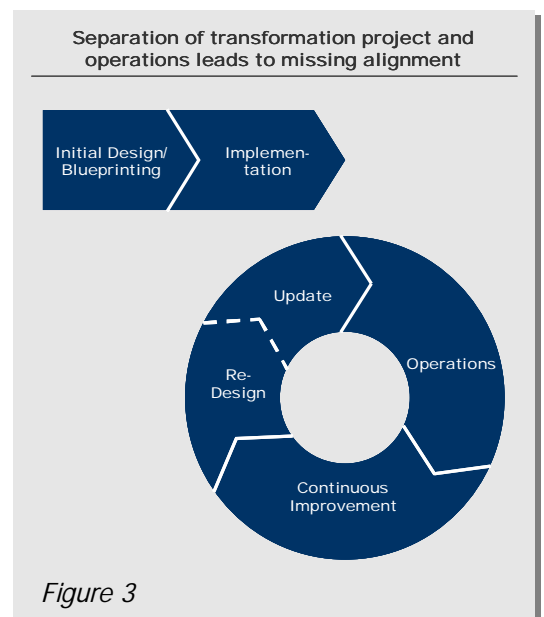 Separation of transformation project and
operations leads to missing alignment
Initial Design/
Blueprinting
Implemen-
tation
Update
Operations
Re-
Design
Continuous
Improvement
Figure 3